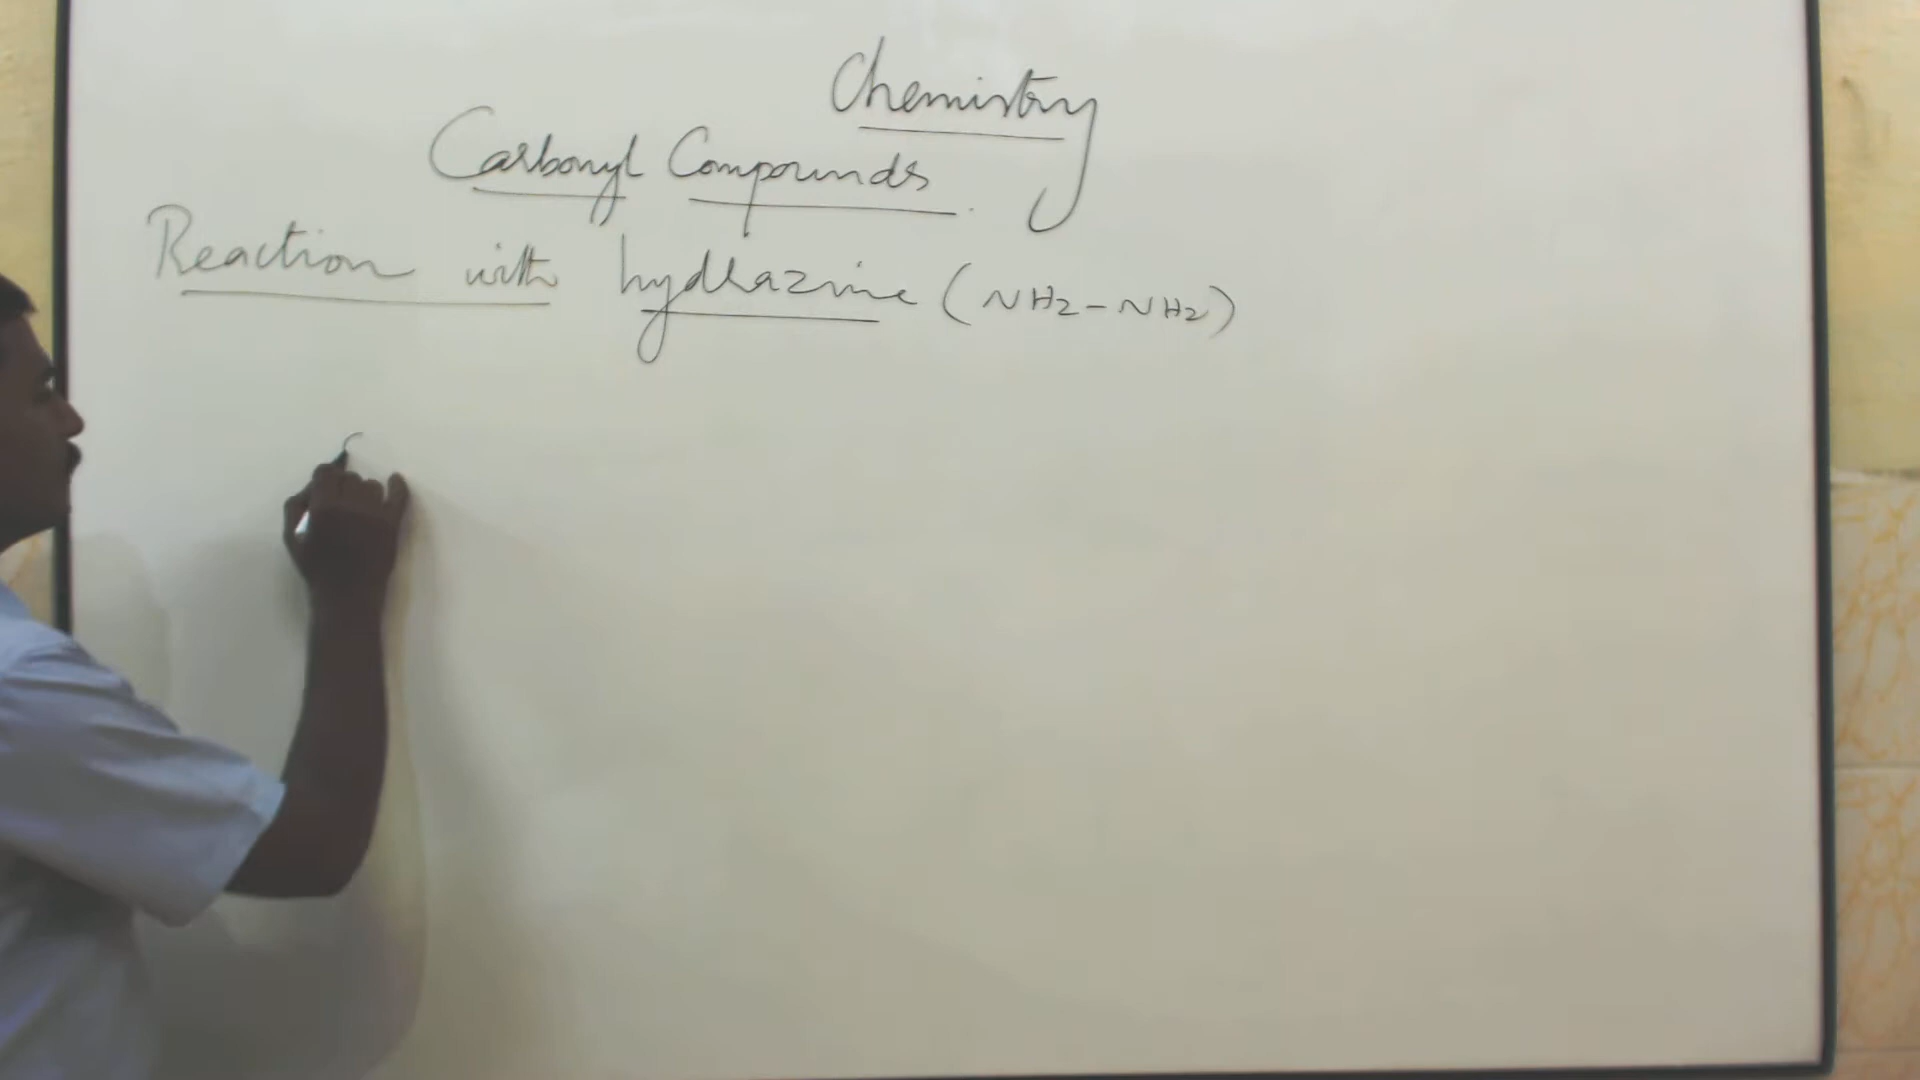 Chemistry
Carbonyl Compounds.
Reaction with hydrazine (NH2-NH2)